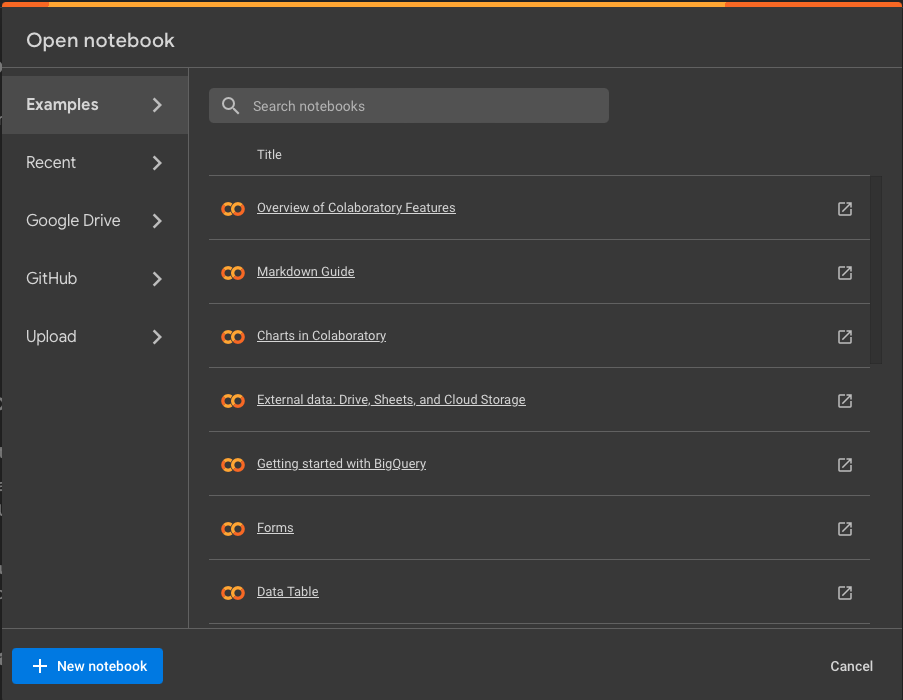 Open notebook
Examples
Recent
Google Drive
GitHub
Upload
Search notebooks
Title
Overview of Colaboratory Features
Markdown Guide
Charts in Colaboratory
External data: Drive, Sheets, and Cloud Storage
Getting started with BigQuery
Forms
Data Table
New notebook
Cancel